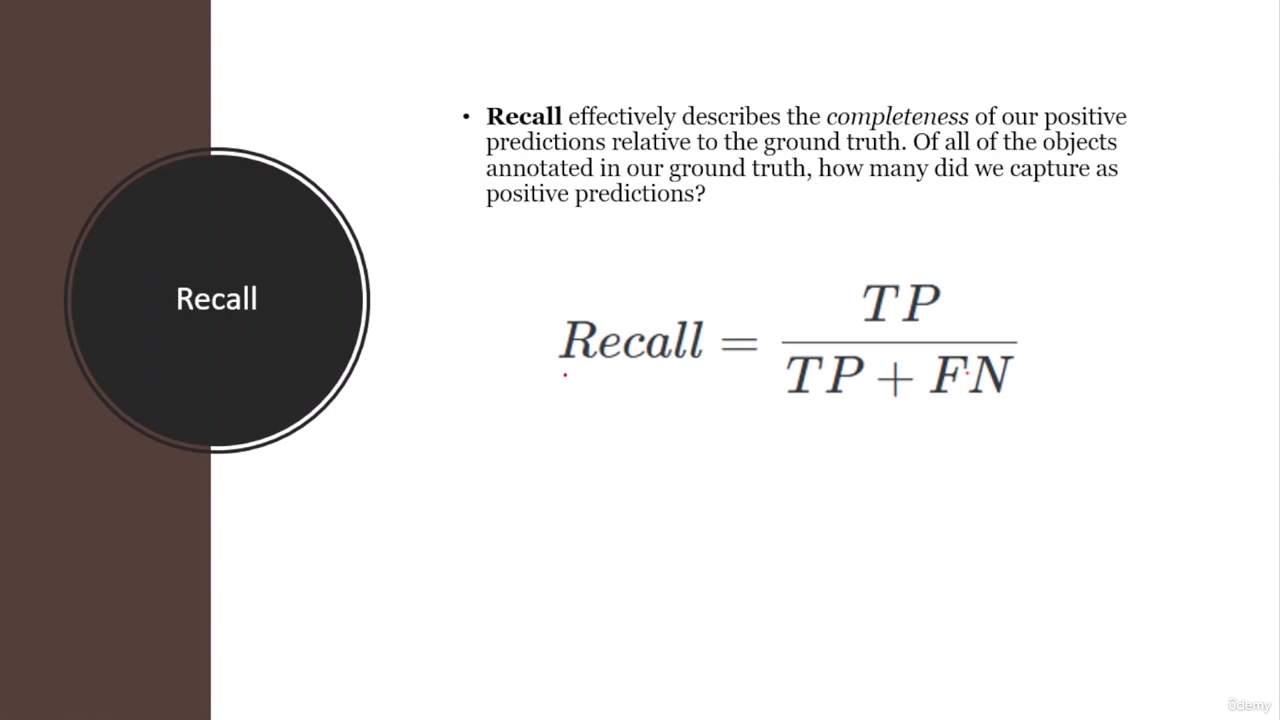 Recall
• Recall effectively describes the completeness of our positive
predictions relative to the ground truth. Of all of the objects
annotated in our ground truth, how many did we capture as
positive predictions?
Recall = TP / TP + FN
ûdemy